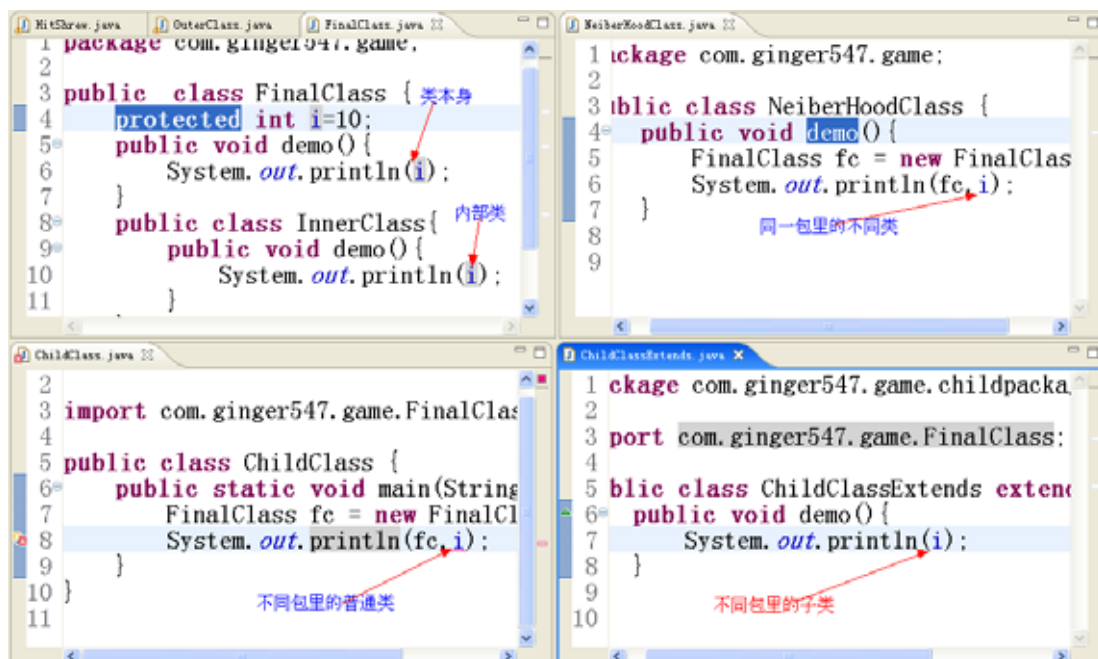 HitShrew.java OuterClass.java FinalClass.java
1 package com.ginger547.game;
2
3 public class FinalClass { 类本身
4 protected int i=10;
5 public void demo(){
6 System.out.println(i);
7 }
8 public class InnerClass{ 内部类
9 public void demo(){
10 System.out.println(i);
11 }
NeiberHoodClass.java
1 ackage com.ginger547.game;
2
3 ublic class NeiberHoodClass {
4 public void demo(){
5 FinalClass fc = new FinalClas
6 System.out.println(fc.i);
7 }
同一包里的不同类
8
9
ChildClass.java
2
3 import com.ginger547.game.FinalClas
4
5 public class ChildClass {
6 public static void main(String
7 FinalClass fc = new FinalCl
8 System.out.println(fc.i);
9 }
10 }
不同包里的普通类
11
ChildClassExtends.java
1 ckage com.ginger547.game.childpacka
2
3 port com.ginger547.game.FinalClass;
4
5 blic class ChildClassExtends extend
6 public void demo(){
7 System.out.println(i);
8 }
9
不同包里的子类
10